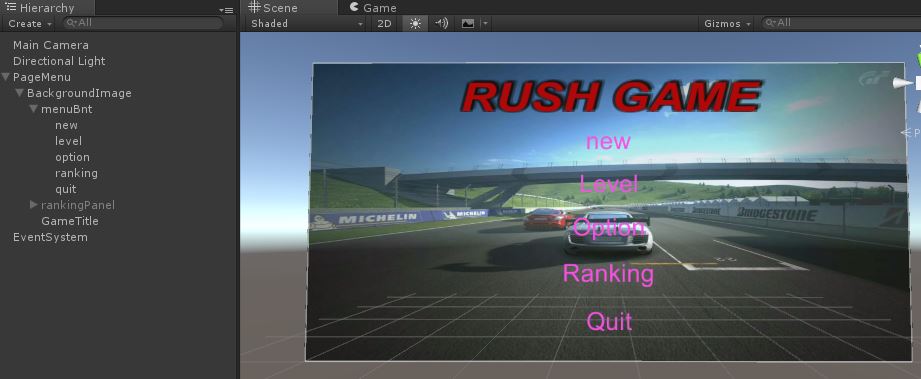 Hierarchy
Create
All
Main Camera
Directional Light
PageMenu
BackgroundImage
menuBnt
new
level
option
ranking
quit
rankingPanel
GameTitle
EventSystem
Scene
Game
Shaded
2D
Gizmos
All
RUSH GAME
GT
new
Level
Option
Ranking
Quit
MICHELIN
MICHELIN
BRIDGESTONE
P